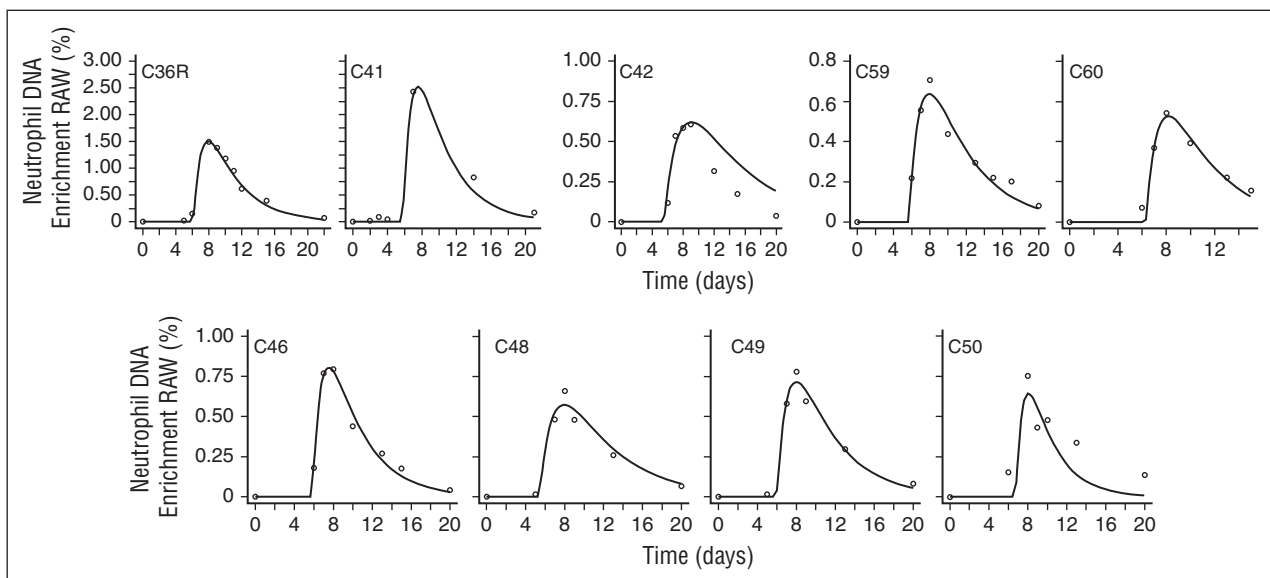 Neutrophil DNA
Enrichment RAW (%)
3.00
2.50
2.00
1.50
1.00
0.50
0
C36R
0 4 8 12 16 22
C41
0 4 8 12 16 21
1.00
0.75
0.50
0.25
0
C42
0 4 8 12 16 20
0.8
0.6
0.4
0.2
0
C59
0 4 8 12 16 20
C60
0 4 8 13
Time (days)
Neutrophil DNA
Enrichment RAW (%)
1.00
0.75
0.50
0.25
0
C46
0 4 8 12 16 20
C48
0 4 8 12 16 20
C49
0 4 8 12 16 20
C50
0 4 8 12 16 20
Time (days)